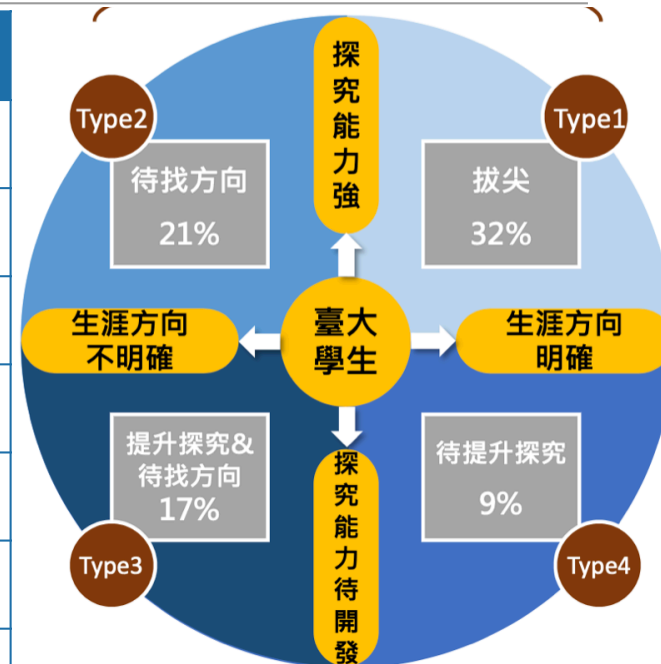 探究能力強
Type2
Type1
待找方向
21%
拔尖
32%
生涯方向
不明確
臺大
學生
生涯方向
明確
提升探究&
待找方向
17%
待提升探究
9%
探究能力待開發
Type3
Type4